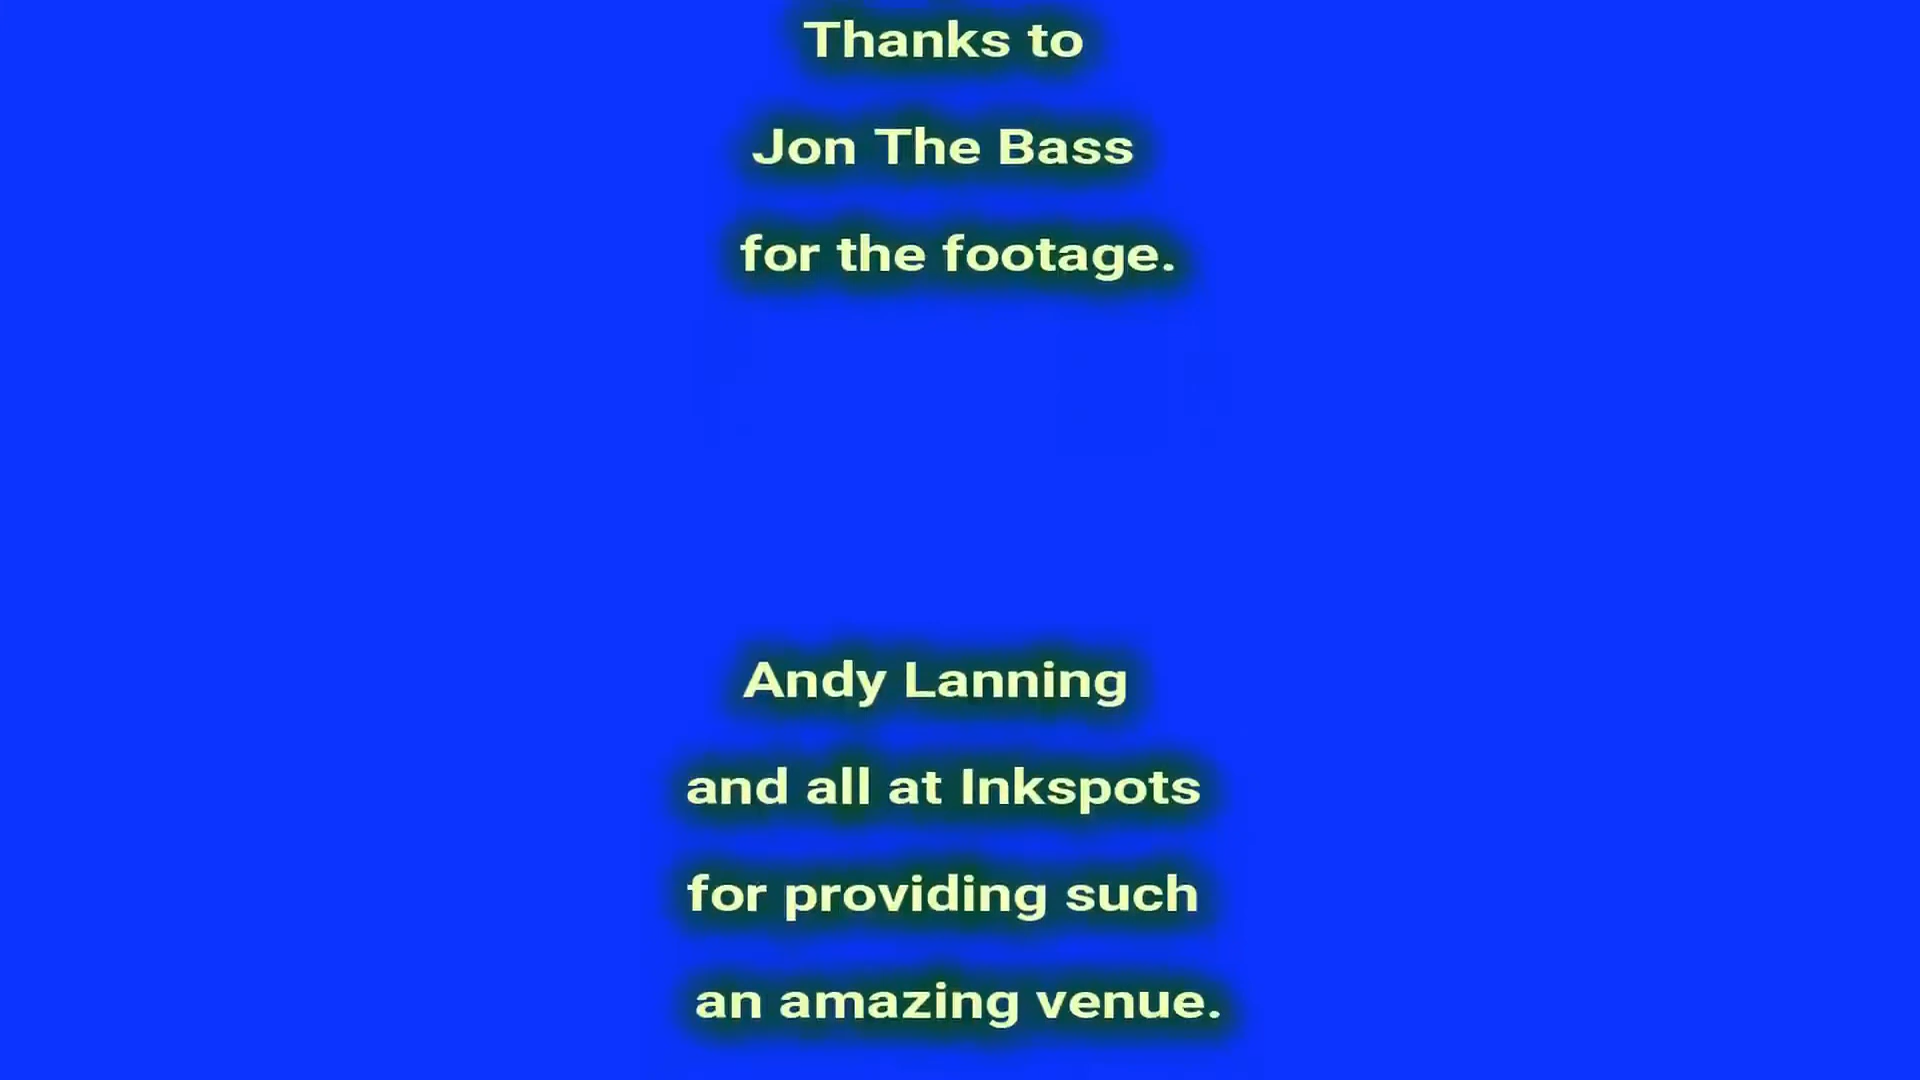 Thanks to
Jon The Bass
for the footage.
Andy Lanning
and all at Inkspots
for providing such
an amazing venue.